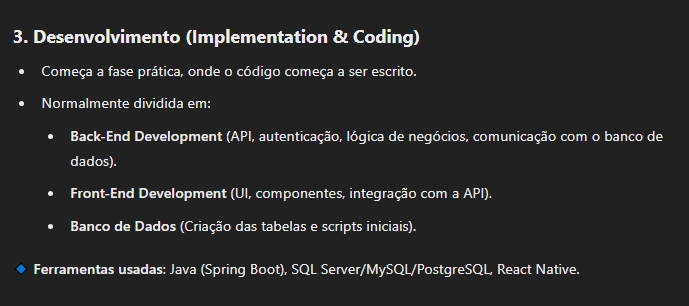 3. Desenvolvimento (Implementation & Coding)
• Começa a fase prática, onde o código começa a ser escrito.
• Normalmente dividida em:
• Back-End Development (API, autenticação, lógica de negócios, comunicação com o banco de
dados).
• Front-End Development (UI, componentes, integração com a API).
• Banco de Dados (Criação das tabelas e scripts iniciais).
🔹 Ferramentas usadas: Java (Spring Boot), SQL Server/MySQL/PostgreSQL, React Native.